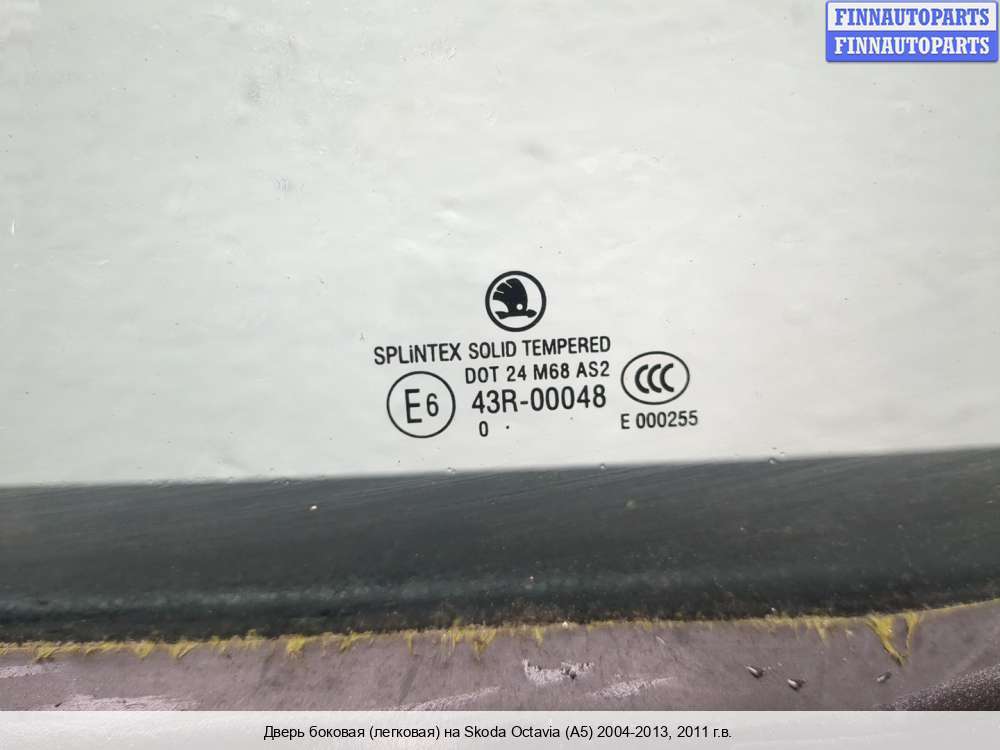 FINNAUTOPARTS
FINNAUTOPARTS
SPLiNTEX SOLID TEMPERED
DOT 24 M68 AS2
E6 43R-00048 CCC
0 . E 000255
Дверь боковая (легковая) на Skoda Octavia (A5) 2004-2013, 2011 г.в.